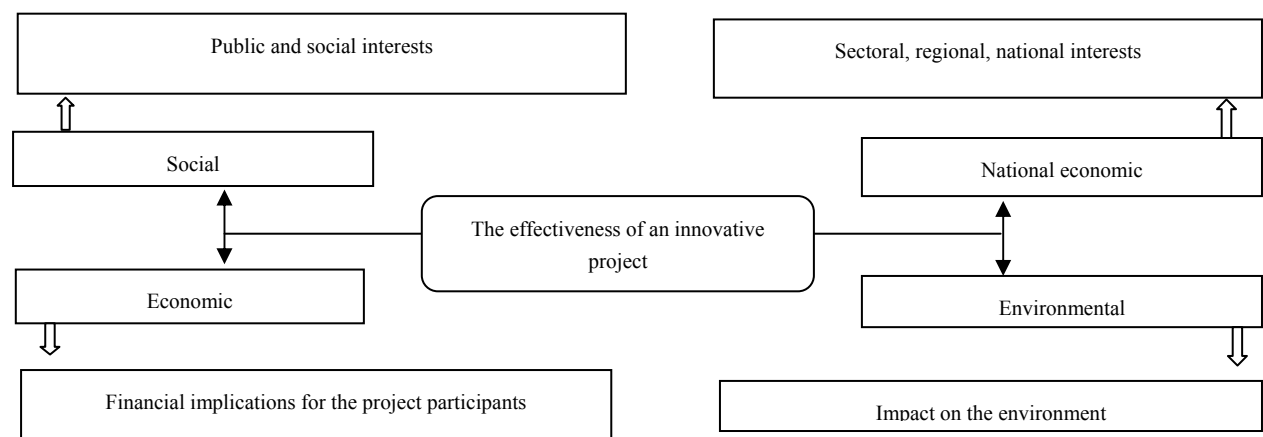 Public and social interests
Sectoral, regional, national interests
Social
National economic
The effectiveness of an innovative
project
Economic
Environmental
Financial implications for the project participants
Impact on the environment